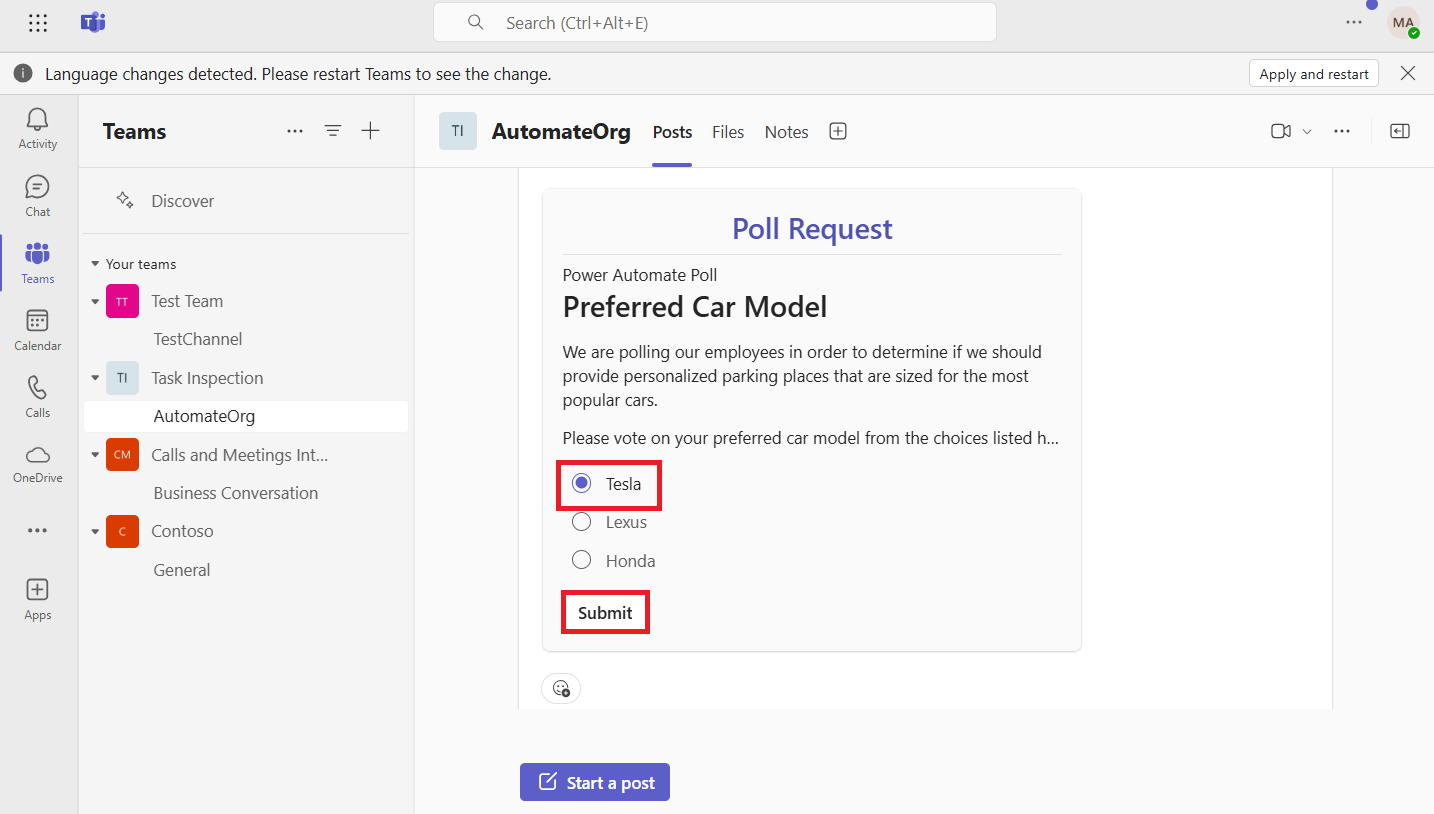 Search (Ctrl+Alt+E)
MA
Language changes detected. Please restart Teams to see the change.
Apply and restart
Activity
Chat
Teams
Calendar
Calls
OneDrive
Apps
Teams
Discover
Your teams
TT Test Team
TestChannel
TI Task Inspection
AutomateOrg
CM Calls and Meetings Int...
Business Conversation
C Contoso
General
TI AutomateOrg Posts Files Notes
Poll Request
Power Automate Poll
Preferred Car Model
We are polling our employees in order to determine if we should
provide personalized parking places that are sized for the most
popular cars.
Please vote on your preferred car model from the choices listed h...
Tesla
Lexus
Honda
Submit
Start a post